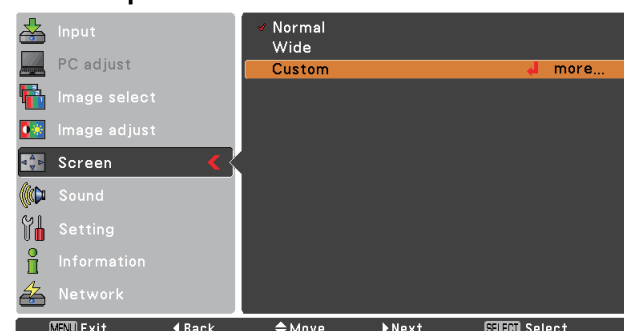 Input
PC adjust
Image select
Image adjust
Screen
Sound
Setting
Information
Network
Normal
Wide
Custom more...
MENU Exit Back Move Next SELECT Select